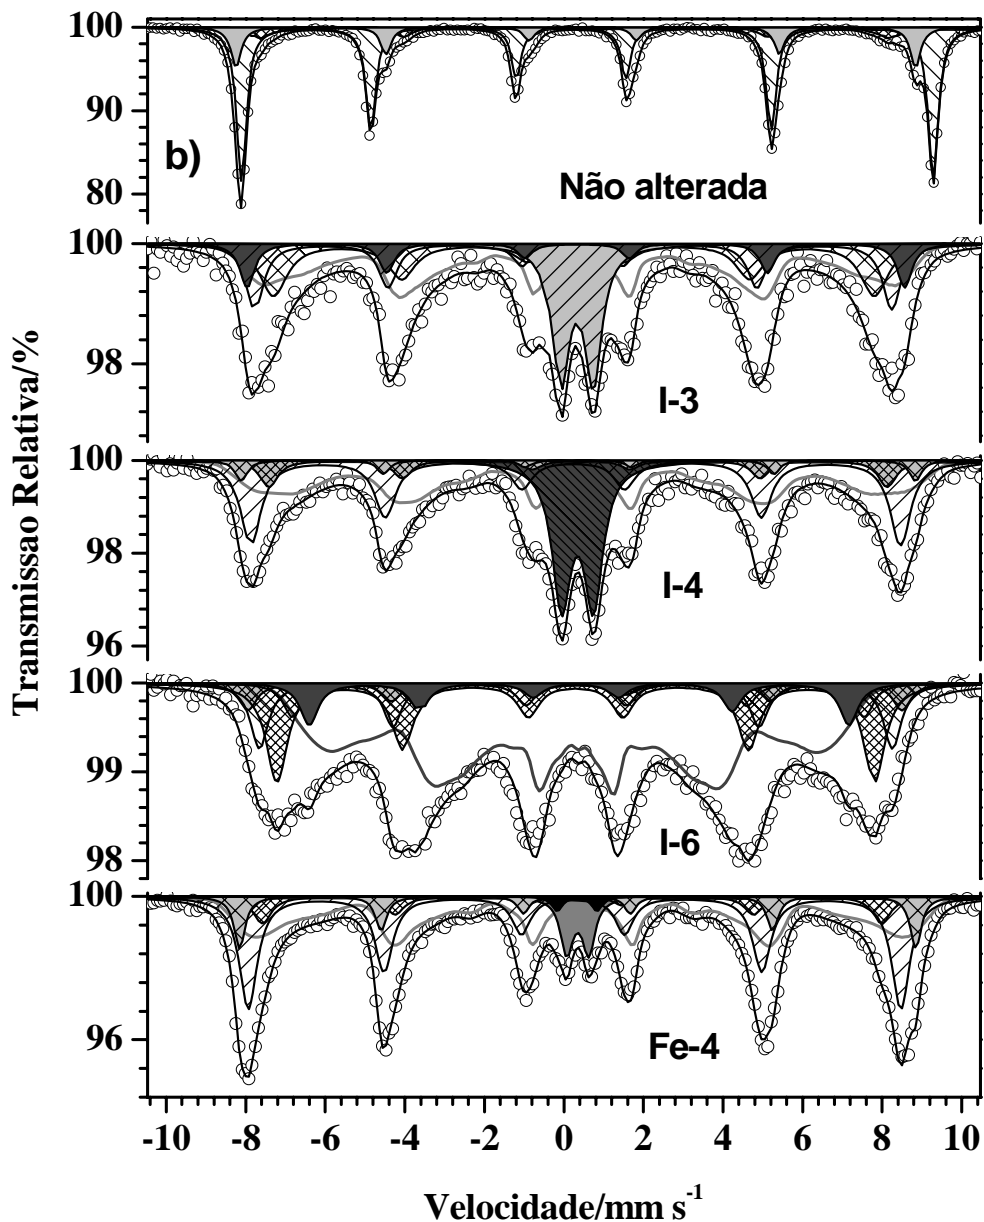 100
90
80
b)
Não alterada
100
98
I-3
100
98
96
I-4
100
99
98
I-6
100
96
Fe-4
Transmissao Relativa/%
-10 -8 -6 -4 -2 0 2 4 6 8 10
Velocidade/mm s⁻¹